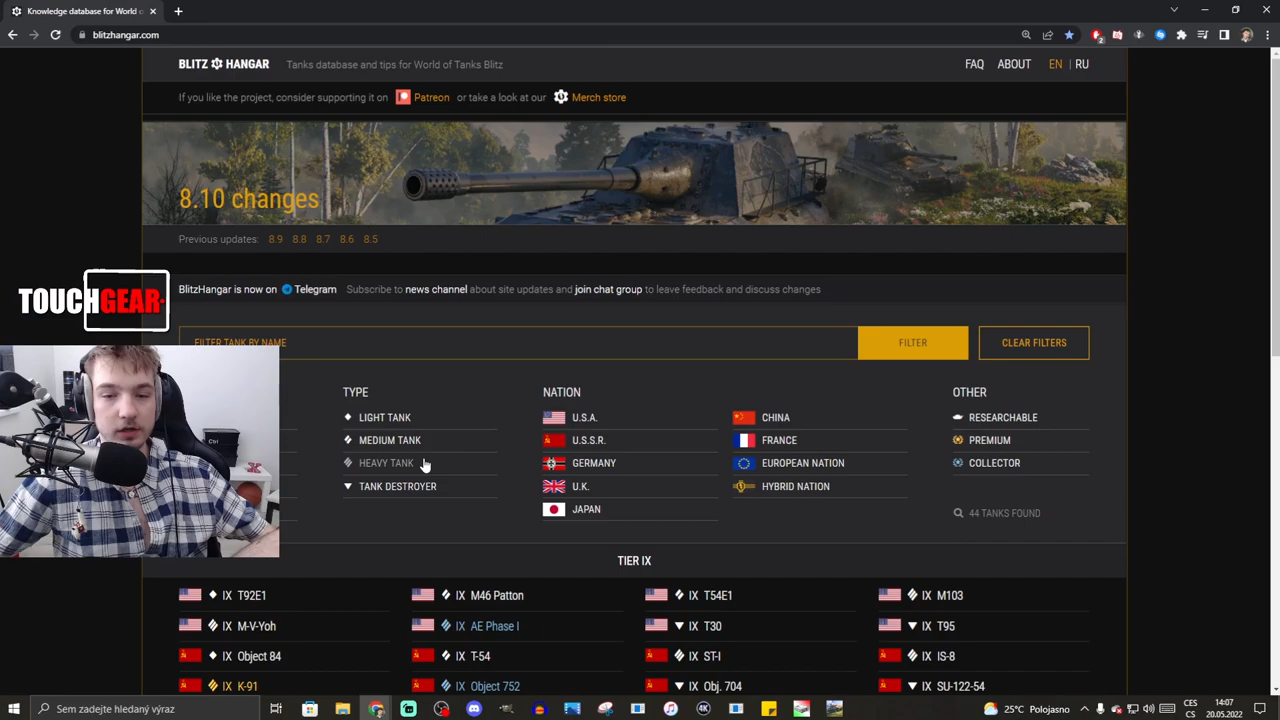 Knowledge database for World o
blitzhangar.com
2
BLITZ HANGAR
Tanks database and tips for World of Tanks Blitz
FAQ
ABOUT
EN | RU
If you like the project, consider supporting it on Patreon or take a look at our Merch store
8.10 changes
Previous updates: 8.9 8.8 8.7 8.6 8.5
BlitzHangar is now on Telegram Subscribe to news channel about site updates and join chat group to leave feedback and discuss changes
TOUCHGEAR
FILTER TANK BY NAME
FILTER
CLEAR FILTERS
TYPE
NATION
OTHER
LIGHT TANK
U.S.A.
CHINA
RESEARCHABLE
MEDIUM TANK
U.S.S.R.
FRANCE
PREMIUM
HEAVY TANK
GERMANY
EUROPEAN NATION
COLLECTOR
TANK DESTROYER
U.K.
HYBRID NATION
JAPAN
44 TANKS FOUND
Ctrl
TIER IX
IX T92E1
IX M46 Patton
IX T54E1
IX M103
IX M-V-Yoh
IX AE Phase I
IX T30
IX T95
IX Object 84
IX T-54
IX ST-I
IX IS-8
IX K-91
IX Object 752
IX Obj. 704
IX SU-122-54
Sem zadejte hledaný výraz
4K
25°C Polojasno
CES
CS
14:07
20.05.2022